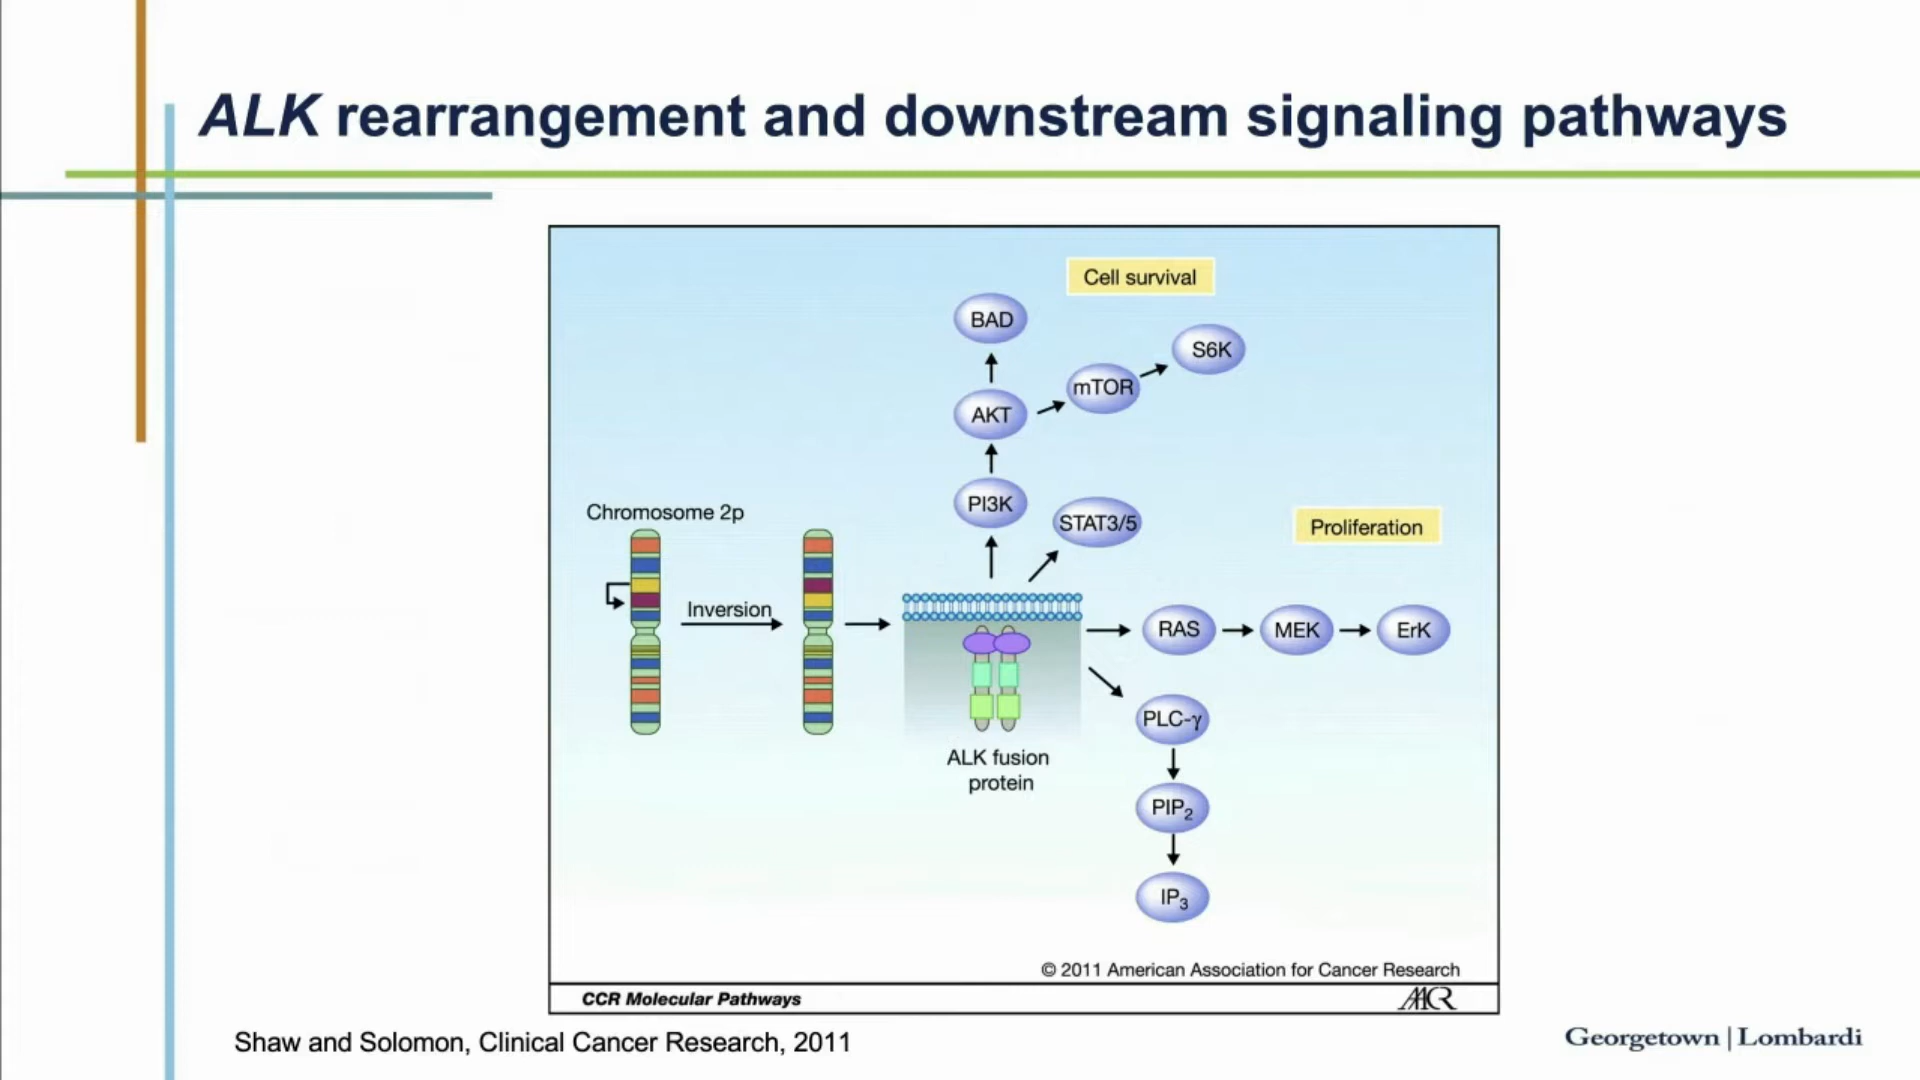 ALK rearrangement and downstream signaling pathways
Cell survival
BAD
S6K
mTOR
AKT
PI3K
STAT3/5
Chromosome 2p
Proliferation
Inversion
RAS
MEK
ErK
PLC-γ
ALK fusion
protein
PIP2
IP3
© 2011 American Association for Cancer Research
CCR Molecular Pathways
AACR
Shaw and Solomon, Clinical Cancer Research, 2011
Georgetown | Lombardi